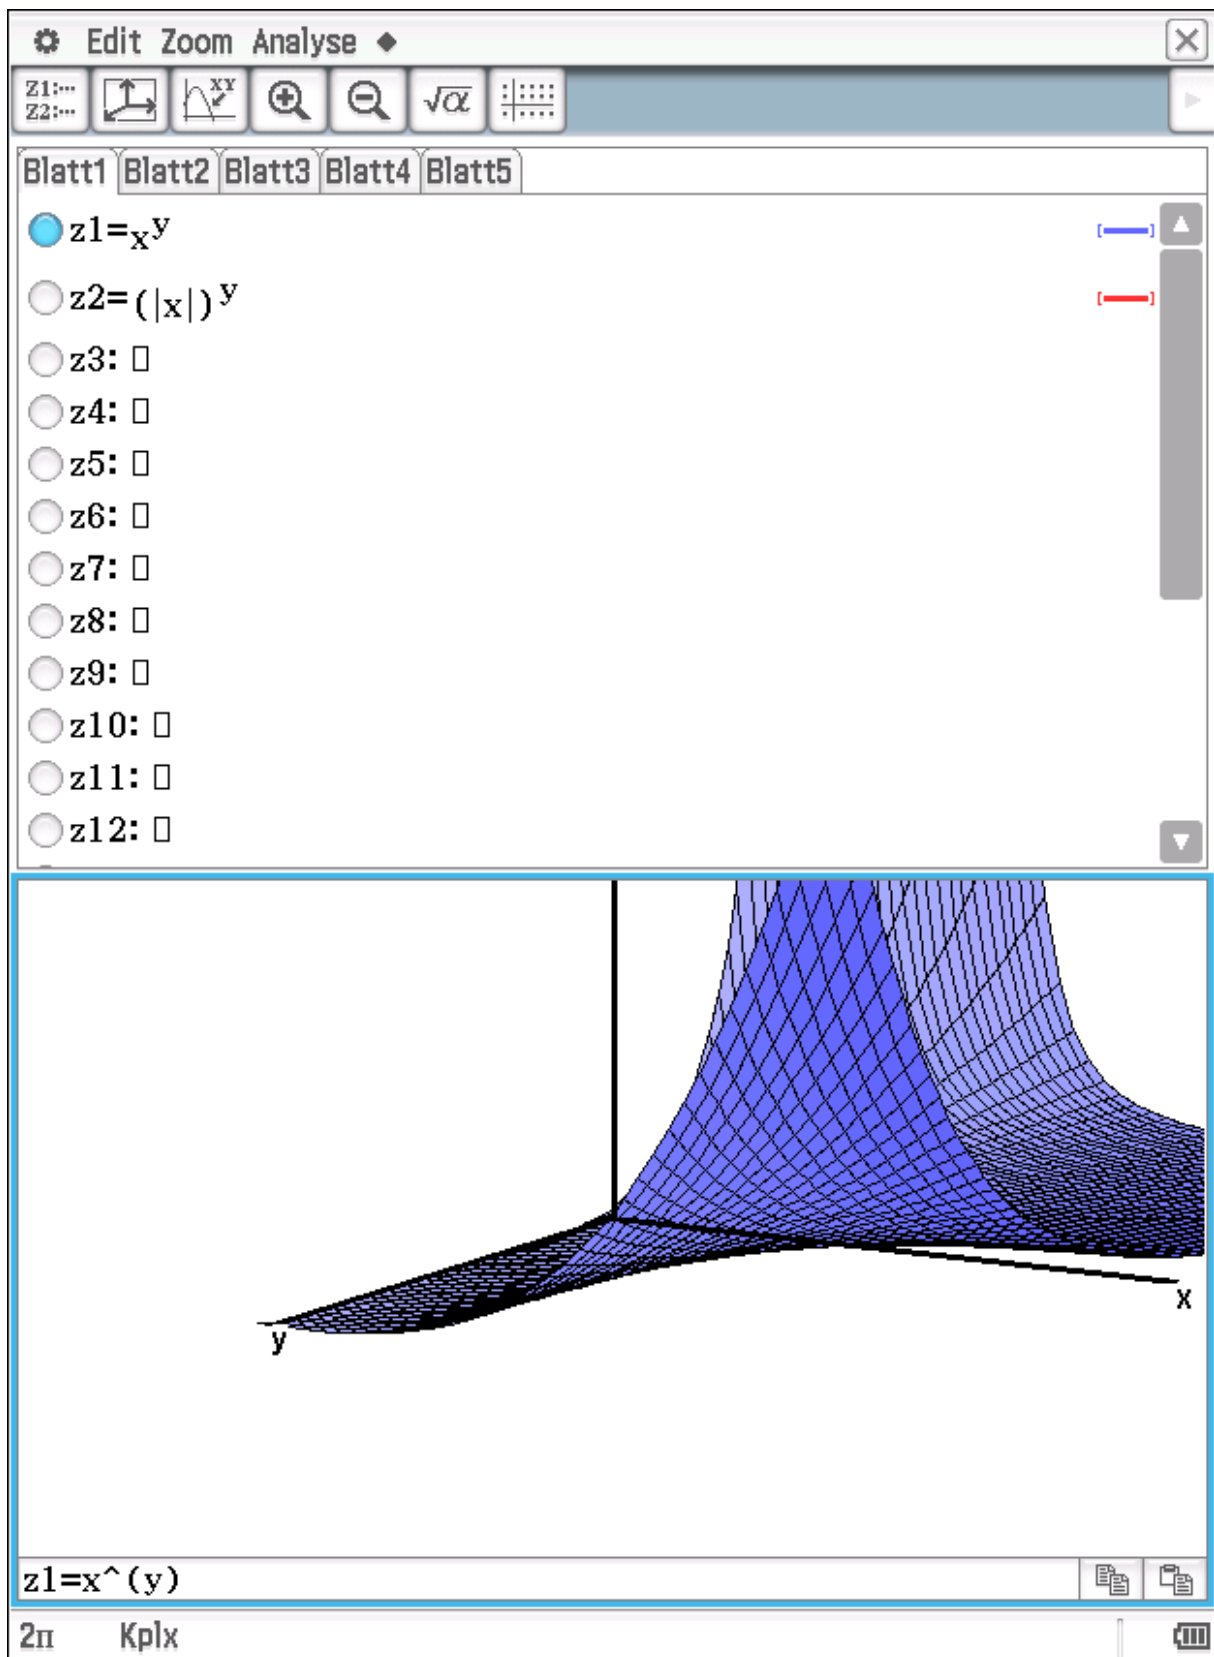 Edit Zoom Analyse
Z1:··· XY √α
Z2:···
Blatt1 Blatt2 Blatt3 Blatt4 Blatt5
z1=x^y
z2=(|x|)^y
z3:
z4:
z5:
z6:
z7:
z8:
z9:
z10:
z11:
z12:
x
y
z1=x^(y)
2π Kplx